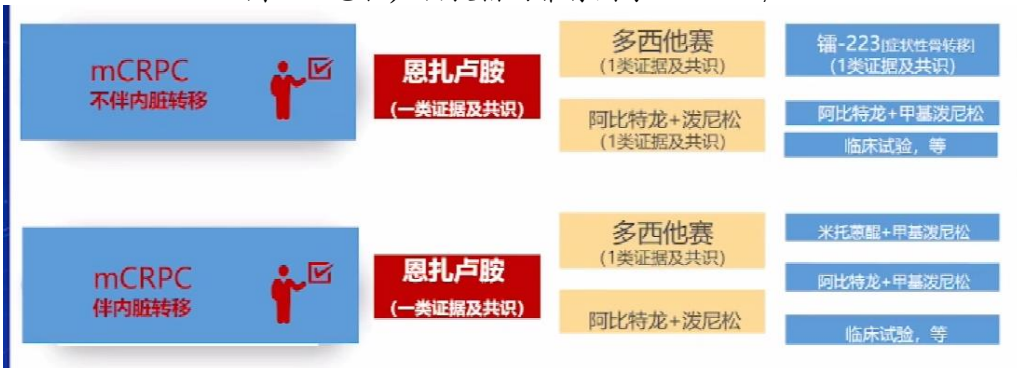 mCRPC
不伴内脏转移
恩扎卢胺
(一类证据及共识)
多西他赛
(1类证据及共识)
阿比特龙+泼尼松
(1类证据及共识)
镭-223[症状性骨转移]
(1类证据及共识)
阿比特龙+甲基泼尼松
临床试验, 等
mCRPC
伴内脏转移
恩扎卢胺
(一类证据及共识)
多西他赛
(1类证据及共识)
阿比特龙+泼尼松
米托蒽醌+甲基泼尼松
阿比特龙+甲基泼尼松
临床试验, 等